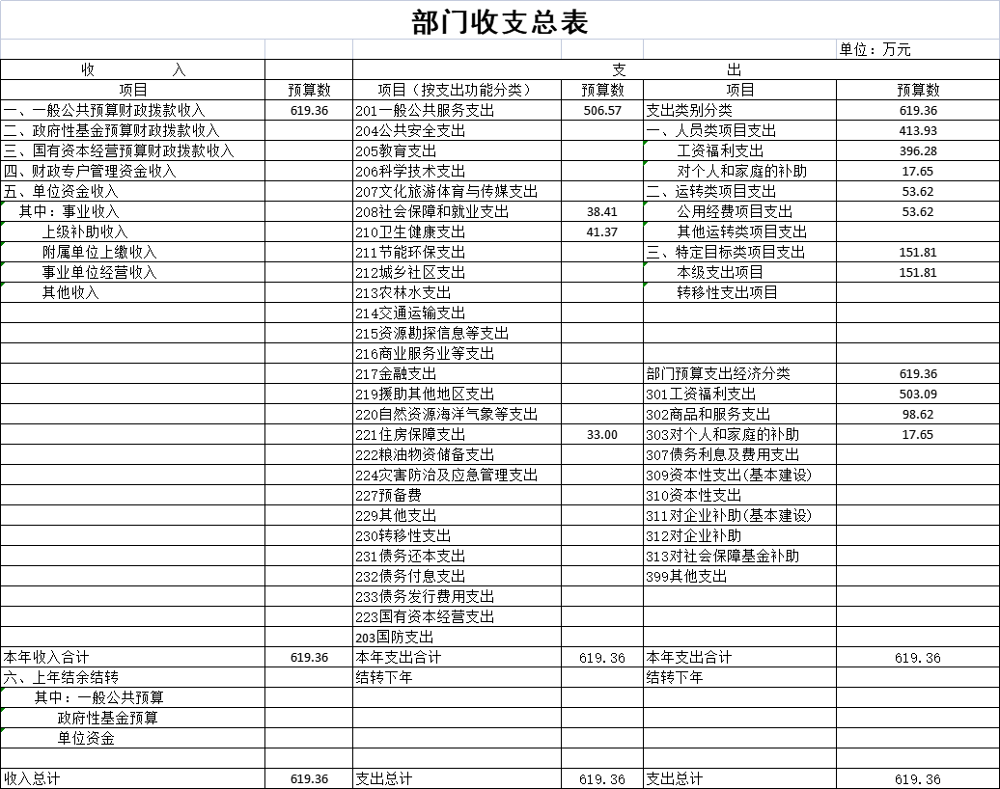 部门收支总表
单位：万元
收 入 支 出
项目 预算数 项目（按支出功能分类） 预算数 项目 预算数
一、一般公共预算财政拨款收入 619.36 201一般公共服务支出 506.57 支出类别分类 619.36
二、政府性基金预算财政拨款收入 204公共安全支出 一、人员类项目支出 413.93
三、国有资本经营预算财政拨款收入 205教育支出 工资福利支出 396.28
四、财政专户管理资金收入 206科学技术支出 对个人和家庭的补助 17.65
五、单位资金收入 207文化旅游体育与传媒支出 二、运转类项目支出 53.62
其中：事业收入 208社会保障和就业支出 38.41 公用经费项目支出 53.62
上级补助收入 210卫生健康支出 41.37 其他运转类项目支出
附属单位上缴收入 211节能环保支出 三、特定目标类项目支出 151.81
事业单位经营收入 212城乡社区支出 本级支出项目 151.81
其他收入 213农林水支出 转移性支出项目
214交通运输支出
215资源勘探信息等支出
216商业服务业等支出
217金融支出 部门预算支出经济分类 619.36
219援助其他地区支出 301工资福利支出 503.09
220自然资源海洋气象等支出 302商品和服务支出 98.62
221住房保障支出 33.00 303对个人和家庭的补助 17.65
222粮油物资储备支出 307债务利息及费用支出
224灾害防治及应急管理支出 309资本性支出(基本建设)
227预备费 310资本性支出
229其他支出 311对企业补助(基本建设)
230转移性支出 312对企业补助
231债务还本支出 313对社会保障基金补助
232债务付息支出 399其他支出
233债务发行费用支出
223国有资本经营支出
203国防支出
本年收入合计 619.36 本年支出合计 619.36 本年支出合计 619.36
六、上年结余结转 结转下年 结转下年
其中：一般公共预算
政府性基金预算
单位资金
收入总计 619.36 支出总计 619.36 支出总计 619.36